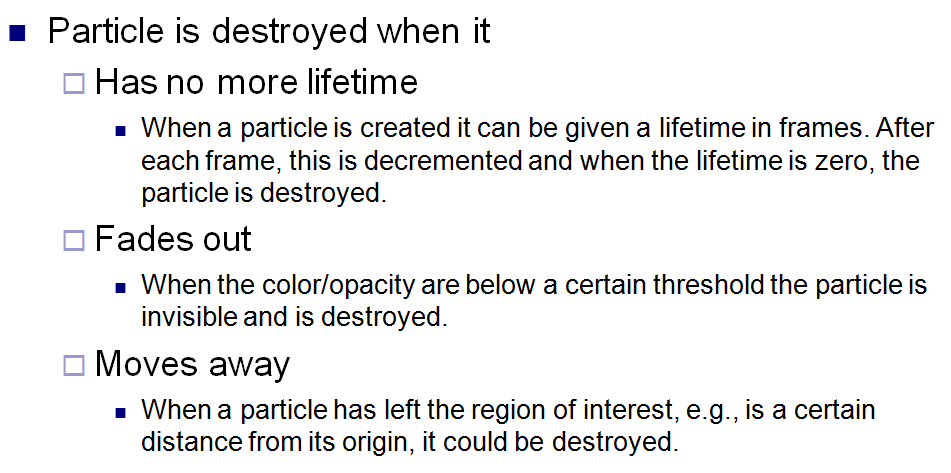 Particle is destroyed when it
Has no more lifetime
When a particle is created it can be given a lifetime in frames. After
each frame, this is decremented and when the lifetime is zero, the
particle is destroyed.
Fades out
When the color/opacity are below a certain threshold the particle is
invisible and is destroyed.
Moves away
When a particle has left the region of interest, e.g., is a certain
distance from its origin, it could be destroyed.